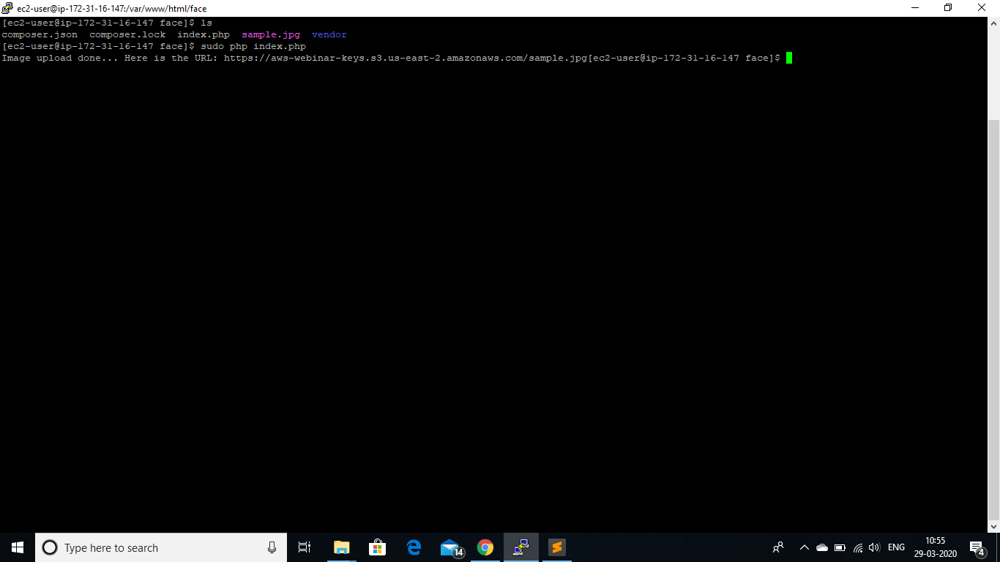 ec2-user@ip-172-31-16-147:/var/www/html/face
[ec2-user@ip-172-31-16-147 face]$ ls
composer.json  composer.lock  index.php  sample.jpg  vendor
[ec2-user@ip-172-31-16-147 face]$ sudo php index.php
Image upload done... Here is the URL: https://aws-webinar-keys.s3.us-east-2.amazonaws.com/sample.jpg[ec2-user@ip-172-31-16-147 face]$
Type here to search
14
ENG
10:55
29-03-2020
4